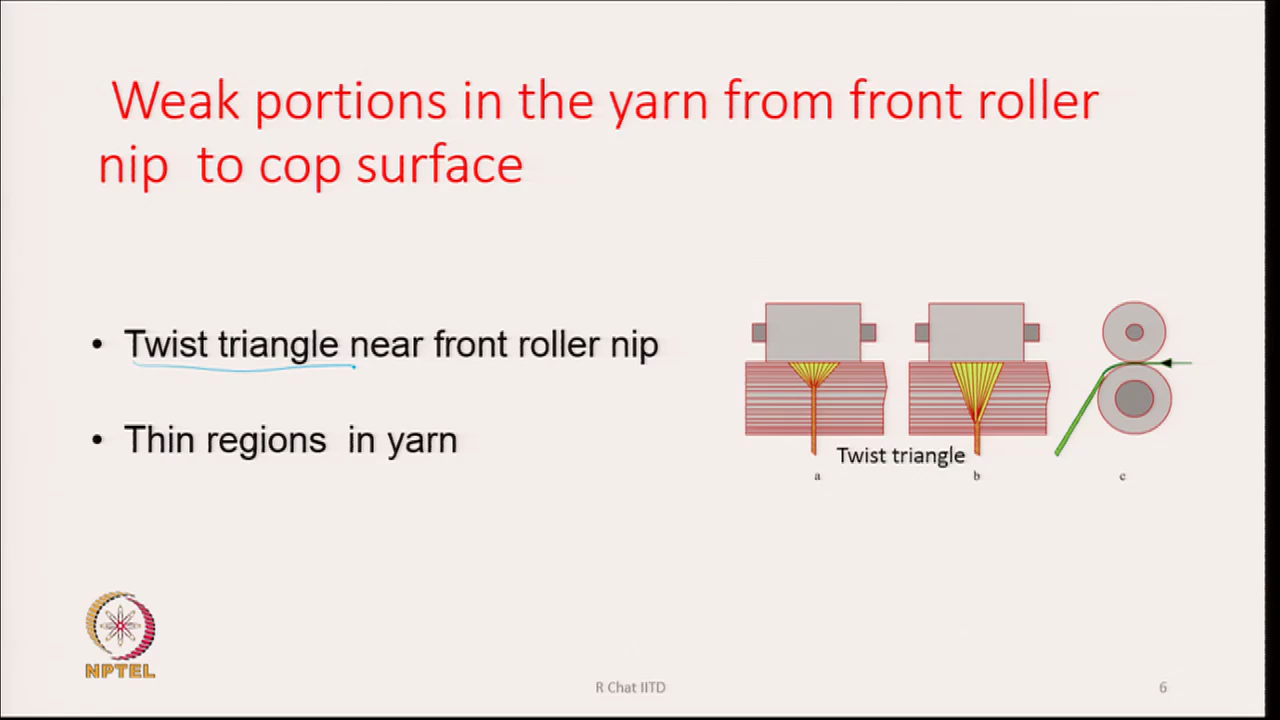 Weak portions in the yarn from front roller
nip to cop surface
• Twist triangle near front roller nip
• Thin regions in yarn
Twist triangle
a
b
c
NPTEL
R Chat IITD
6